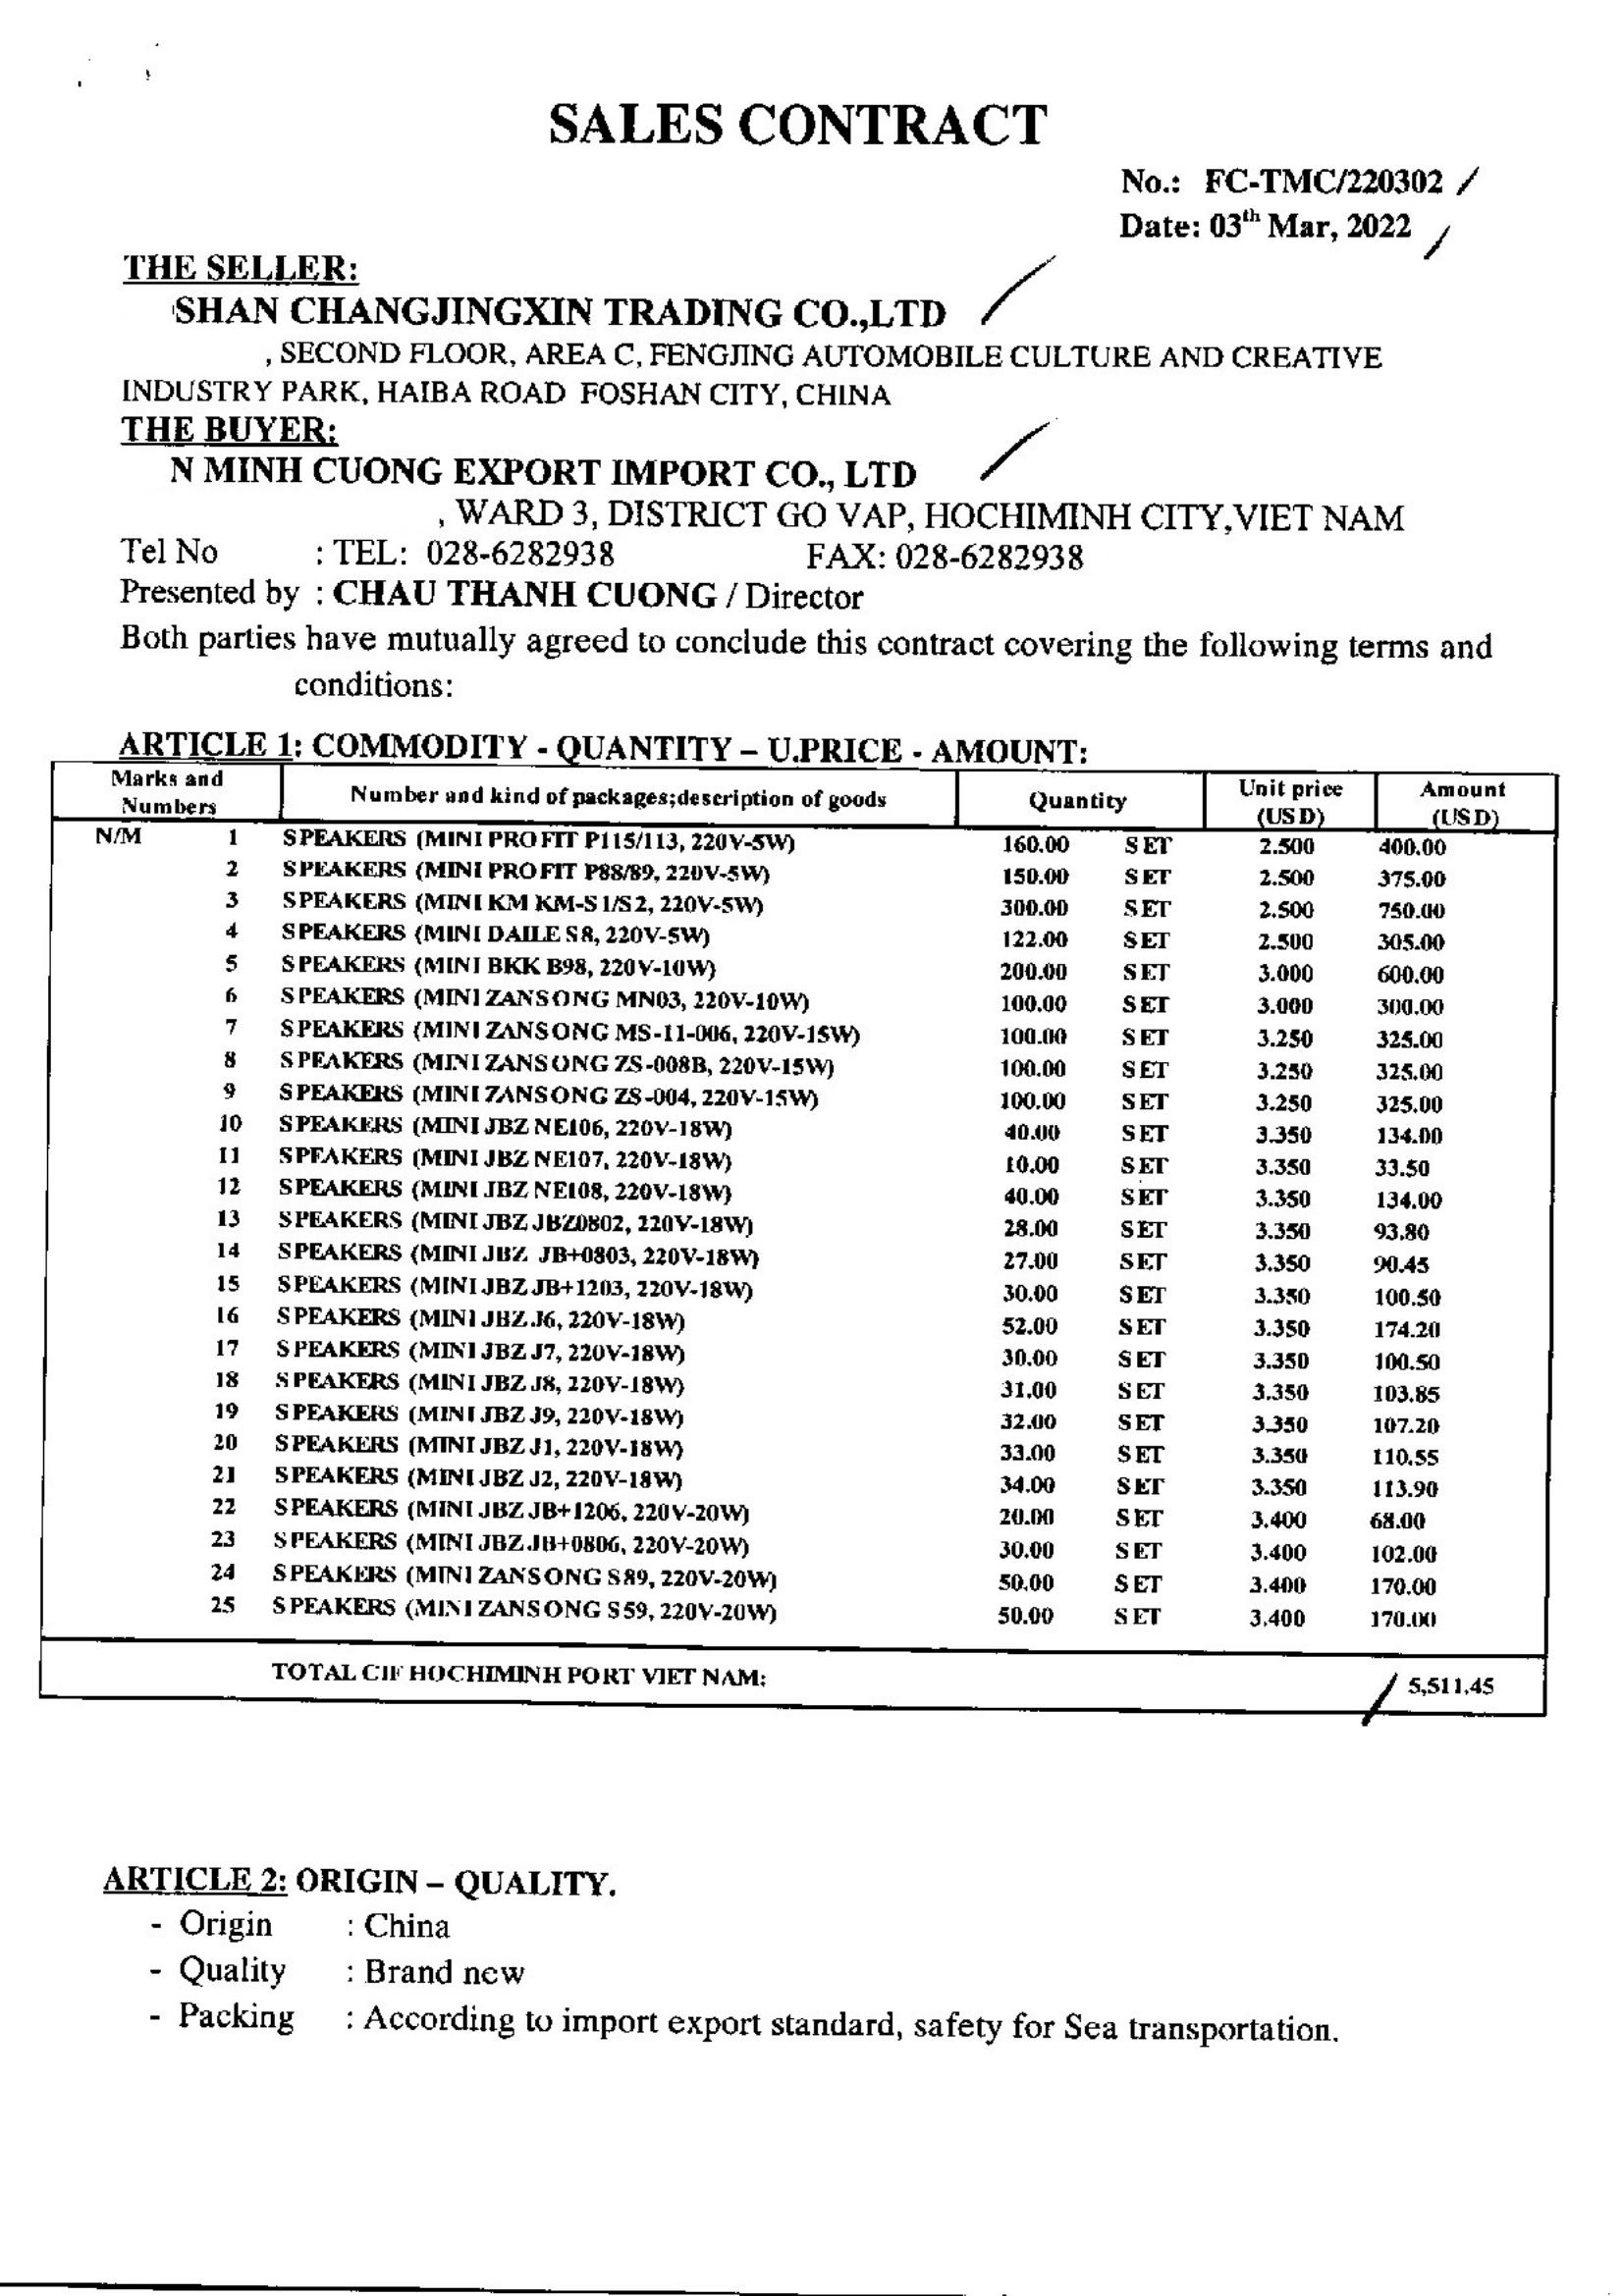 SALES CONTRACT
No.: FC-TMC/220302
Date: 03th Mar, 2022
THE SELLER:
SHAN CHANGJINGXIN TRADING CO.,LTD
, SECOND FLOOR, AREA C, FENGJING AUTOMOBILE CULTURE AND CREATIVE
INDUSTRY PARK, HAIBA ROAD FOSHAN CITY, CHINA
THE BUYER:
N MINH CUONG EXPORT IMPORT CO., LTD
, WARD 3, DISTRICT GO VAP, HOCHIMINH CITY,VIET NAM
Tel No : TEL: 028-6282938 FAX: 028-6282938
Presented by : CHAU THANH CUONG / Director
Both parties have mutually agreed to conclude this contract covering the following terms and
conditions:
ARTICLE 1: COMMODITY - QUANTITY – U.PRICE - AMOUNT:
Marks and Numbers Number and kind of packages;description of goods Quantity Unit price (USD) Amount (USD)
N/M 1 SPEAKERS (MINI PROFIT P115/113, 220V-5W) 160.00 SET 2.500 400.00
2 SPEAKERS (MINI PROFIT P88/89, 220V-5W) 150.00 SET 2.500 375.00
3 SPEAKERS (MINI KM KM-S1/S2, 220V-5W) 300.00 SET 2.500 750.00
4 SPEAKERS (MINI DAILE S8, 220V-5W) 122.00 SET 2.500 305.00
5 SPEAKERS (MINI BKK B98, 220V-10W) 200.00 SET 3.000 600.00
6 SPEAKERS (MINI ZANSONG MN03, 220V-10W) 100.00 SET 3.000 300.00
7 SPEAKERS (MINI ZANSONG MS-11-006, 220V-15W) 100.00 SET 3.250 325.00
8 SPEAKERS (MINI ZANSONG ZS-008B, 220V-15W) 100.00 SET 3.250 325.00
9 SPEAKERS (MINI ZANSONG ZS-004, 220V-15W) 100.00 SET 3.250 325.00
10 SPEAKERS (MINI JBZ NE106, 220V-18W) 40.00 SET 3.350 134.00
11 SPEAKERS (MINI JBZ NE107, 220V-18W) 10.00 SET 3.350 33.50
12 SPEAKERS (MINI JBZ NE108, 220V-18W) 40.00 SET 3.350 134.00
13 SPEAKERS (MINI JBZ JBZ0802, 220V-18W) 28.00 SET 3.350 93.80
14 SPEAKERS (MINI JBZ JB+0803, 220V-18W) 27.00 SET 3.350 90.45
15 SPEAKERS (MINI JBZ JB+1203, 220V-18W) 30.00 SET 3.350 100.50
16 SPEAKERS (MINI JBZ J6, 220V-18W) 52.00 SET 3.350 174.20
17 SPEAKERS (MINI JBZ J7, 220V-18W) 30.00 SET 3.350 100.50
18 SPEAKERS (MINI JBZ J8, 220V-18W) 31.00 SET 3.350 103.85
19 SPEAKERS (MINI JBZ J9, 220V-18W) 32.00 SET 3.350 107.20
20 SPEAKERS (MINI JBZ J1, 220V-18W) 33.00 SET 3.350 110.55
21 SPEAKERS (MINI JBZ J2, 220V-18W) 34.00 SET 3.350 113.90
22 SPEAKERS (MINI JBZ JB+1206, 220V-20W) 20.00 SET 3.400 68.00
23 SPEAKERS (MINI JBZ JB+0806, 220V-20W) 30.00 SET 3.400 102.00
24 SPEAKERS (MINI ZANSONG S89, 220V-20W) 50.00 SET 3.400 170.00
25 SPEAKERS (MINI ZANSONG S59, 220V-20W) 50.00 SET 3.400 170.00
TOTAL CIF HOCHIMINH PORT VIET NAM: 5,511.45
ARTICLE 2: ORIGIN – QUALITY.
- Origin : China
- Quality : Brand new
- Packing : According to import export standard, safety for Sea transportation.